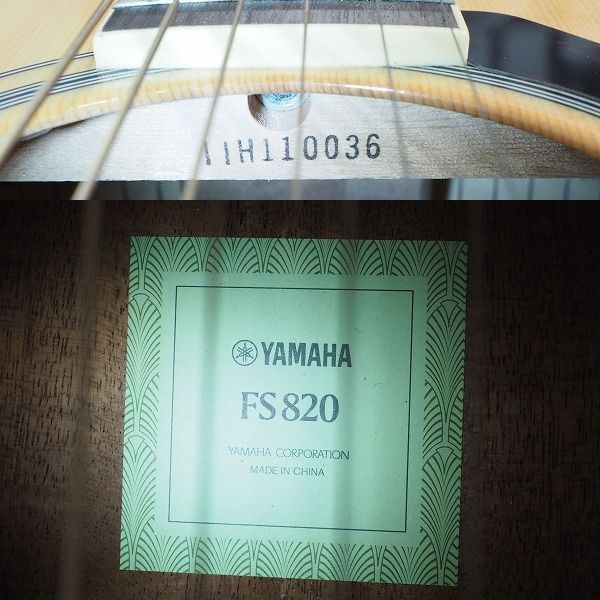 IIH110036
YAMAHA
FS820
YAMAHA CORPORATION
MADE IN CHINA